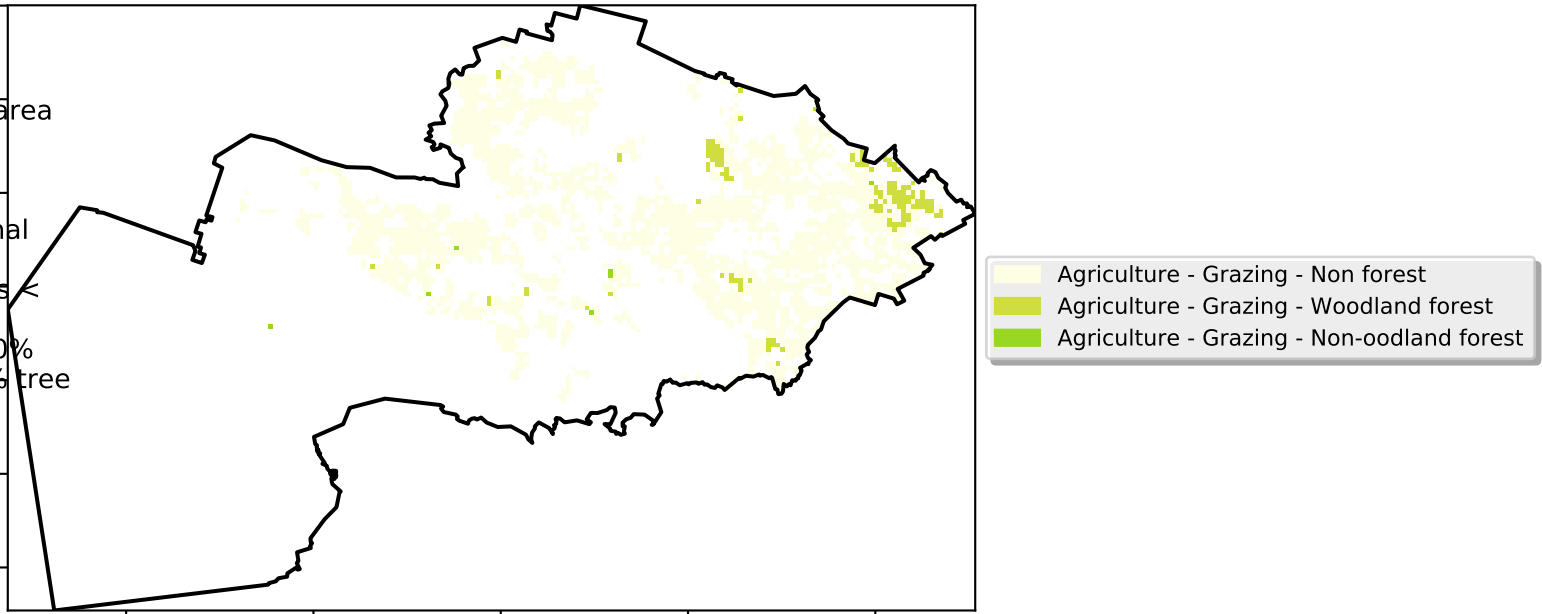 area
nal
s <
0%
% tree
Agriculture - Grazing - Non forest
Agriculture - Grazing - Woodland forest
Agriculture - Grazing - Non-oodland forest